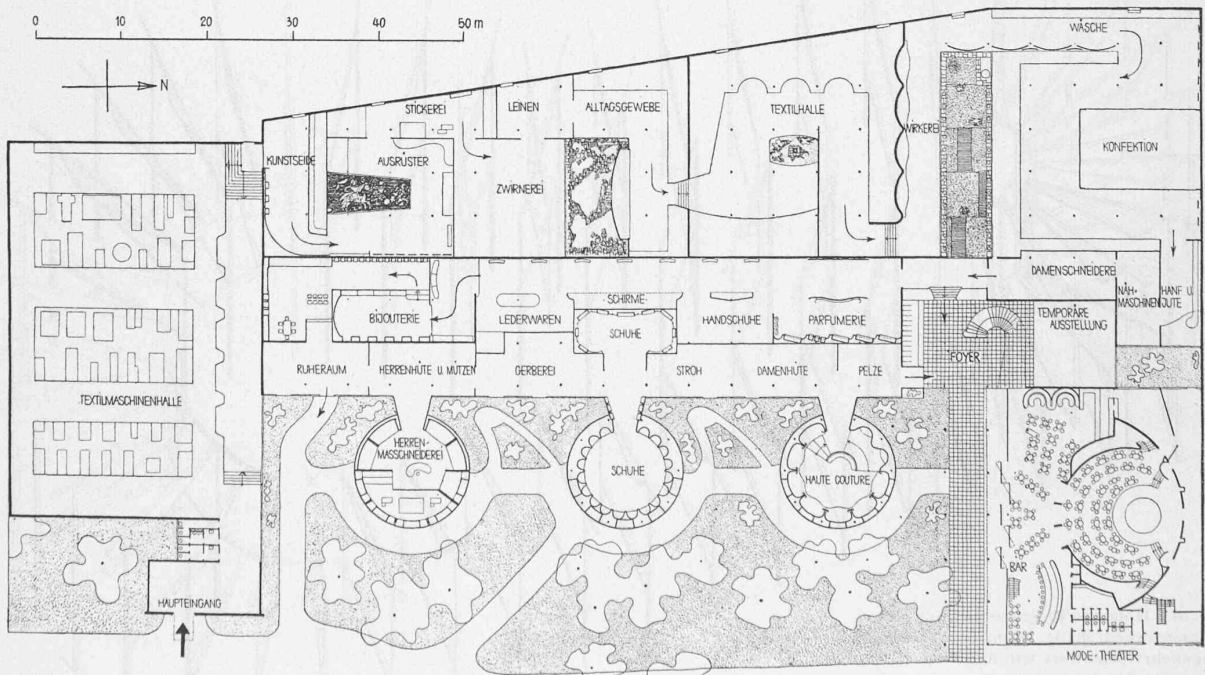 0 10 20 30 40 50 m
N
WÄSCHE
STICKEREI
LEINEN
ALLTAGSGEWEBE
TEXTILHALLE
WIRKEREI
KONFEKTION
KUNSTSEIDE
AUSRÜSTER
ZWIRNEREI
DAMENSCHNEIDEREI
NÄH-
MASCHINEN
HANF U.
JUTE
BIJOUTERIE
LEDERWAREN
SCHIRME
SCHUHE
HANDSCHUHE
PARFUMERIE
TEMPORÄRE
AUSSTELLUNG
FOYER
RUHERAUM
HERRENHÜTE U. MÜTZEN
GERBEREI
STROH
DAMENHÜTE
PELZE
TEXTILMASCHINENHALLE
HERREN-
MASSCHNEIDEREI
SCHUHE
HAUTE COUTURE
BAR
HAUPTEINGANG
MODE-THEATER